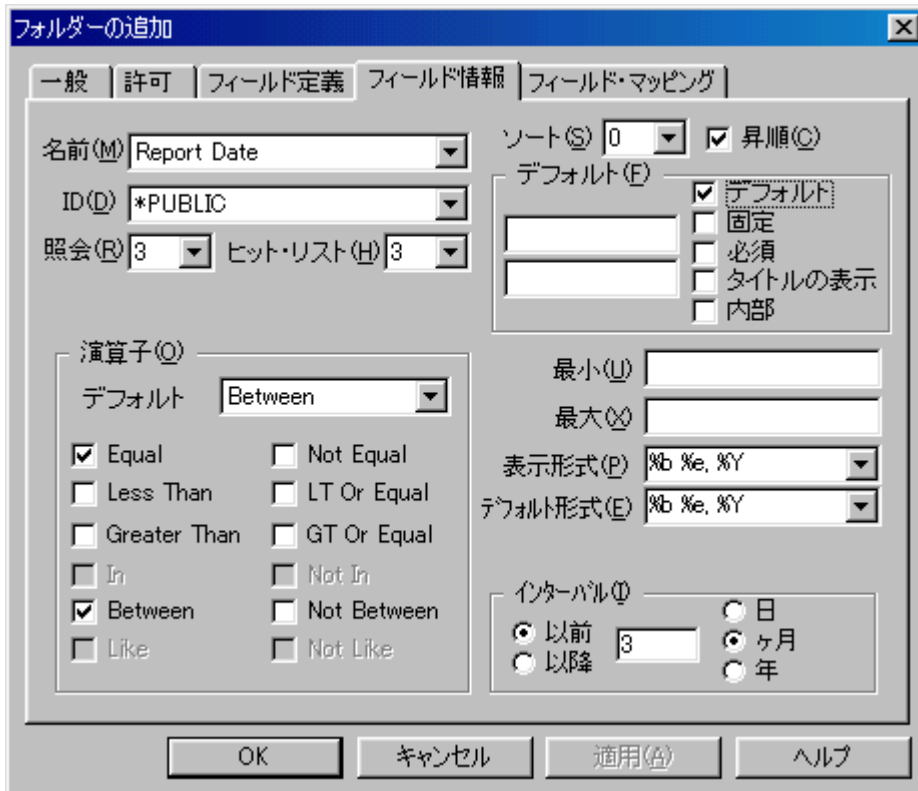 フォルダーの追加
一般 許可 フィールド定義 フィールド情報 フィールド・マッピング
名前(M) Report Date
ID(D) *PUBLIC
照会(R) 3 ヒット・リスト(H) 3
ソート(S) 0 昇順(C)
デフォルト(F)
デフォルト
固定
必須
タイトルの表示
内部
演算子(O)
デフォルト Between
Equal Not Equal
Less Than LT Or Equal
Greater Than GT Or Equal
In Not In
Between Not Between
Like Not Like
最小(U)
最大(X)
表示形式(P) %b %e, %Y
デフォルト形式(E) %b %e, %Y
インターバル(I)
以前 3
以降
日
ヶ月
年
OK キャンセル 適用(A) ヘルプ